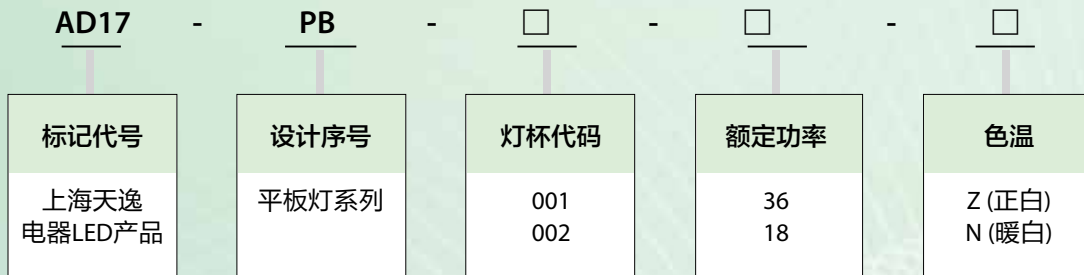 AD17 - PB - □ - □ - □
标记代号 设计序号 灯杯代码 额定功率 色温
上海天逸 平板灯系列 001 36 Z (正白)
电器LED产品 002 18 N (暖白)